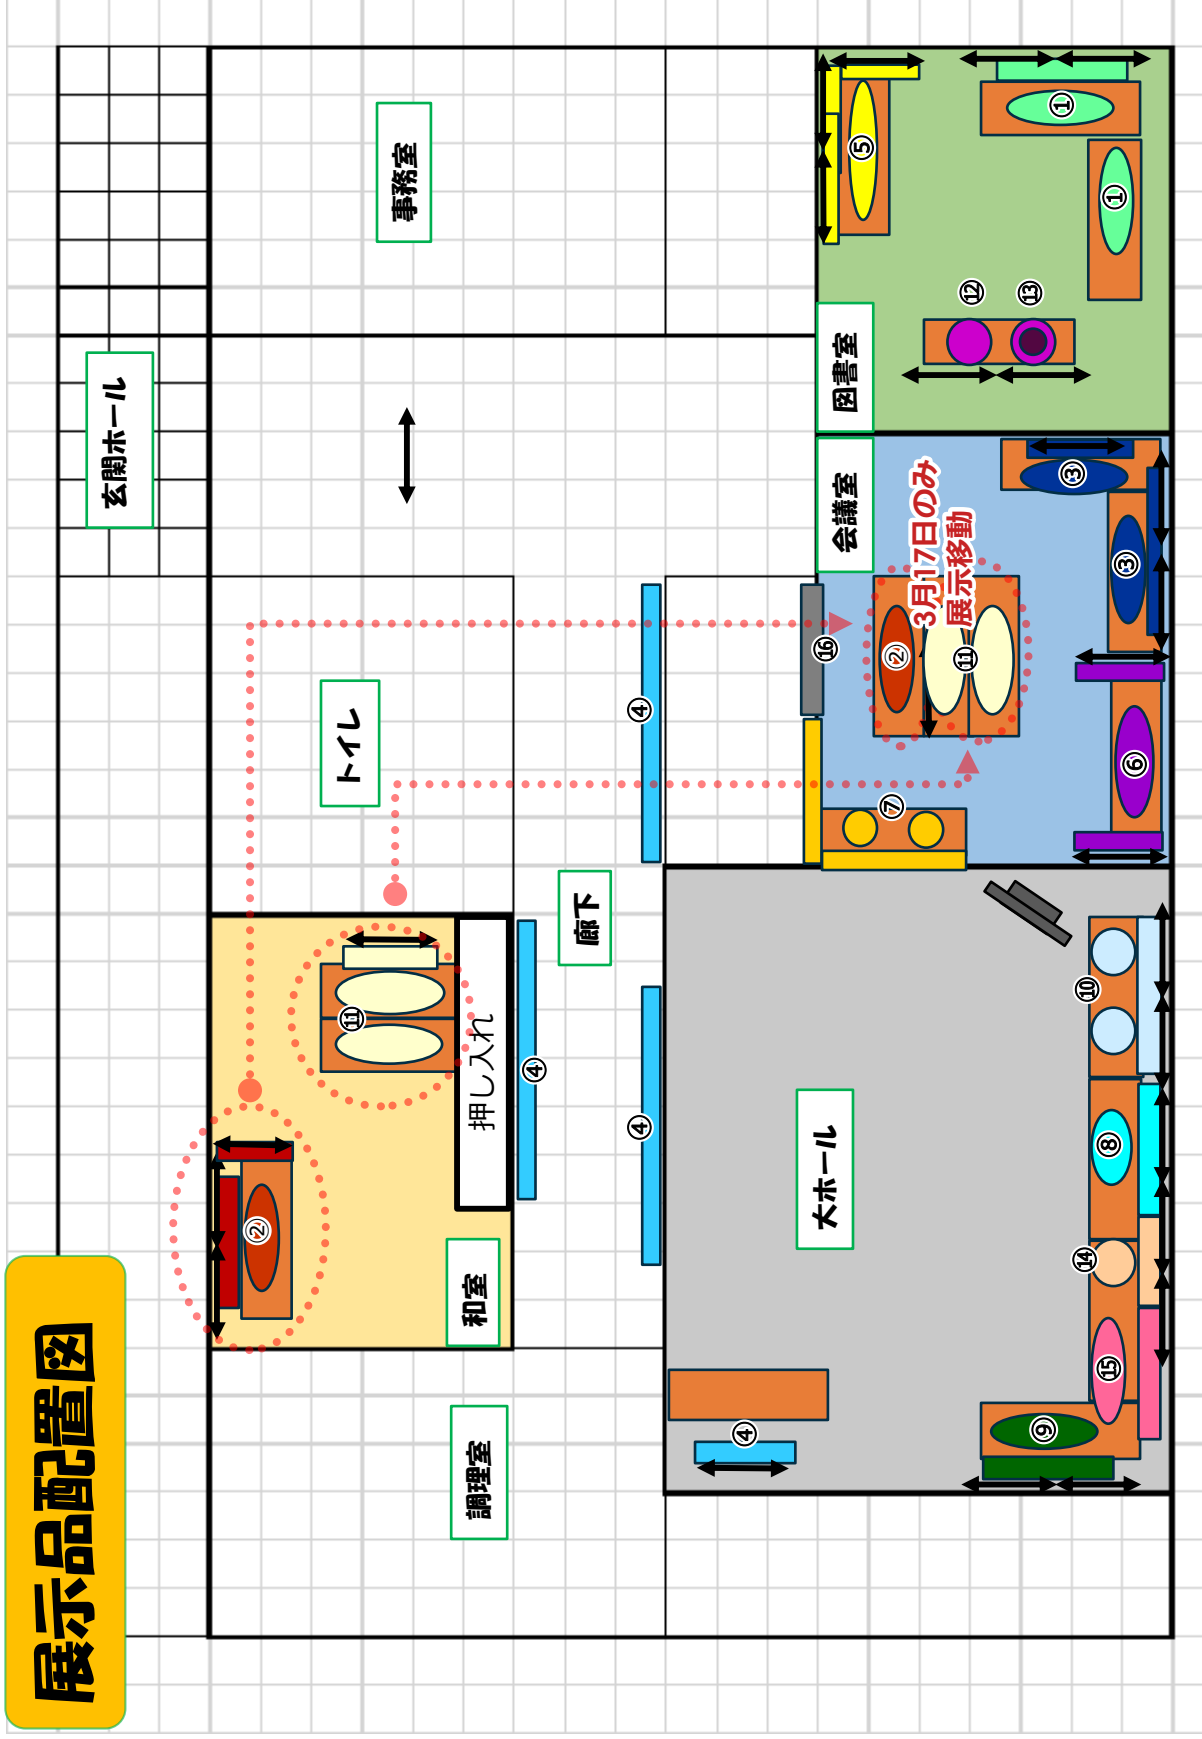 展示品配置図
玄関ホール
事務室
トイレ
調理室
和室
押し入れ
廊下
図書室
会議室
大ホール
3月17日のみ
展示移動
①
①
②
②
③
③
④
④
④
④
⑤
⑥
⑦
⑧
⑨
⑩
⑪
⑪
⑫
⑬
⑭
⑮
⑯